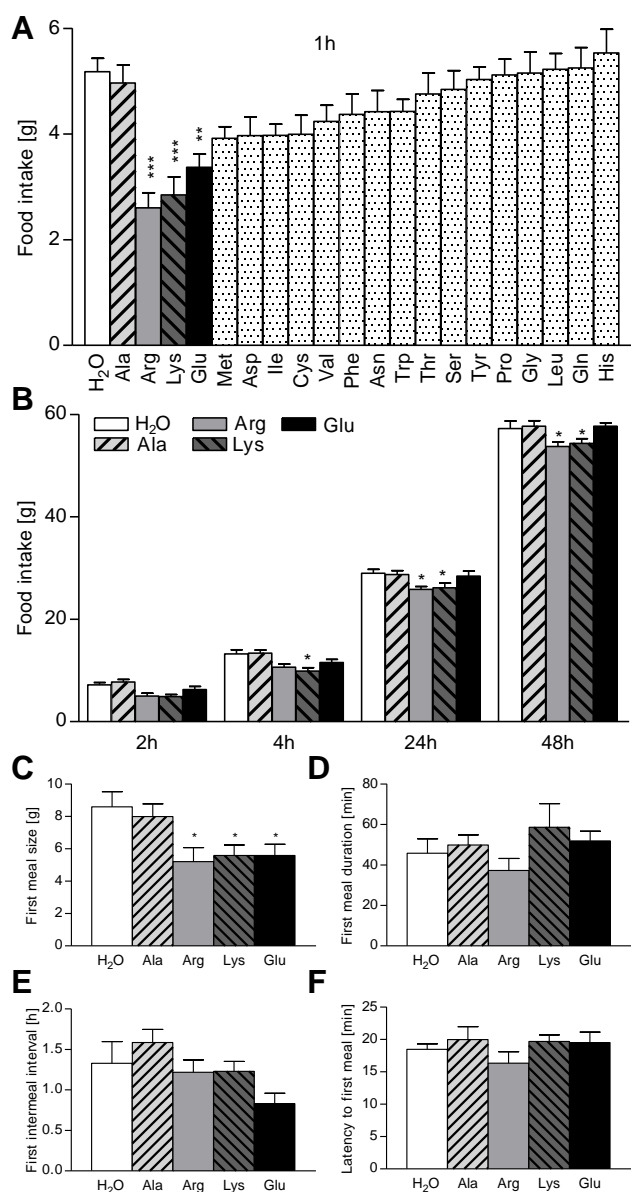 A
1h
Food intake [g]
6
4
2
0
***
***
**
H₂O Ala Arg Lys Glu Met Asp Ile Cys Val Phe Asn Trp Thr Ser Tyr Pro Gly Leu Gln His
B
Food intake [g]
60
40
20
0
H₂O Arg Glu
Ala Lys
* * * * *
2h 4h 24h 48h
C
First meal size [g]
10
8
6
4
2
0
* * *
H₂O Ala Arg Lys Glu
D
First meal duration [min]
80
60
40
20
0
H₂O Ala Arg Lys Glu
E
First intermeal interval [h]
2.0
1.5
1.0
0.5
0.0
H₂O Ala Arg Lys Glu
F
Latency to first meal [min]
25
20
15
10
5
0
H₂O Ala Arg Lys Glu